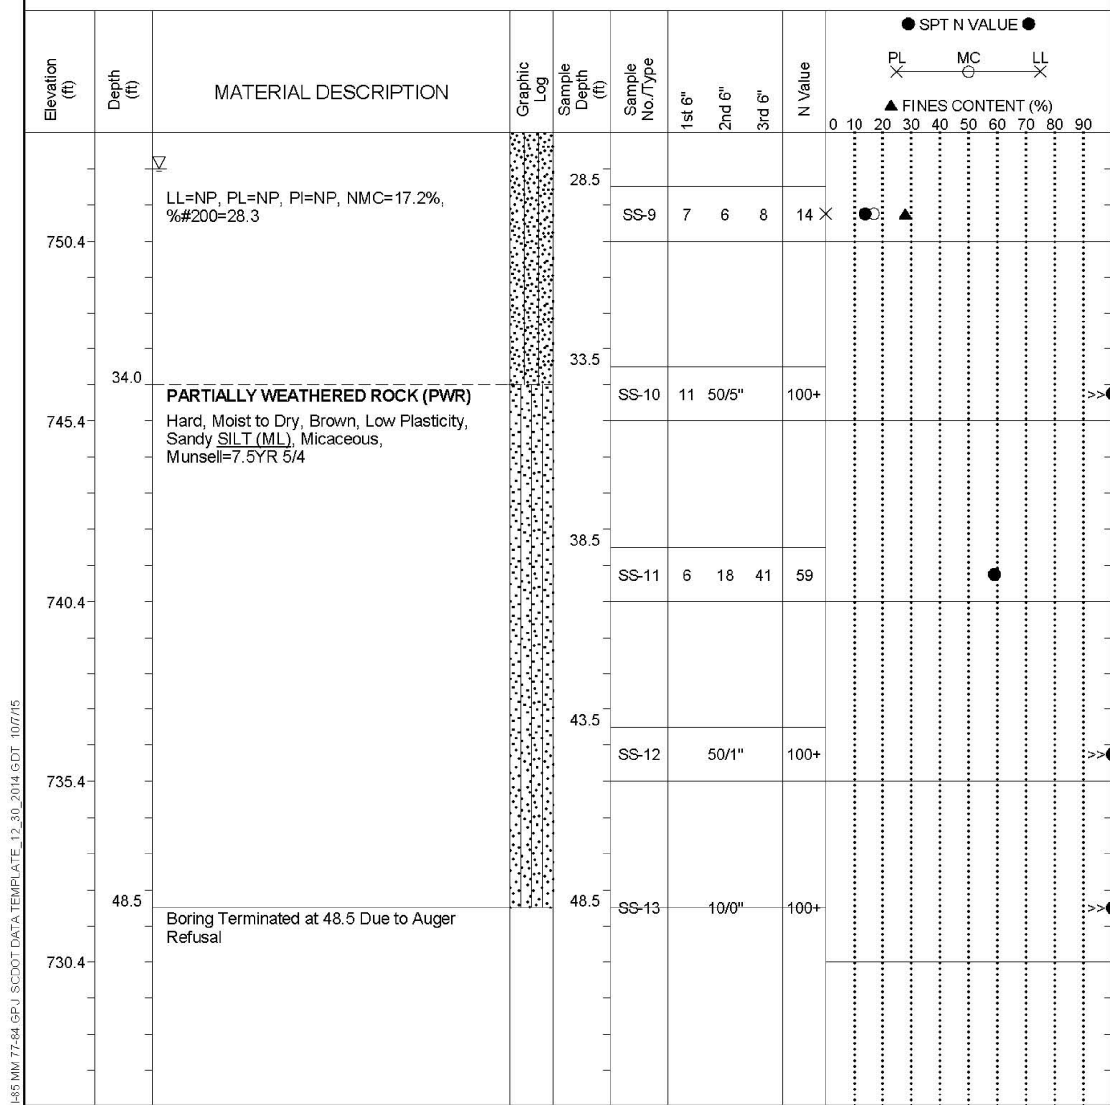 ● SPT N VALUE ●
PL MC LL
▲ FINES CONTENT (%)
0 10 20 30 40 50 60 70 80 90
Elevation (ft)
Depth (ft)
MATERIAL DESCRIPTION
Graphic Log
Sample Depth (ft)
Sample No./Type
1st 6"
2nd 6"
3rd 6"
N Value
28.5
LL=NP, PL=NP, PI=NP, NMC=17.2%,
%#200=28.3
SS-9 7 6 8 14
750.4
33.5
34.0
PARTIALLY WEATHERED ROCK (PWR)
SS-10 11 50/5" 100+ >>
745.4
Hard, Moist to Dry, Brown, Low Plasticity,
Sandy SILT (ML), Micaceous,
Munsell=7.5YR 5/4
38.5
SS-11 6 18 41 59
740.4
43.5
SS-12 50/1" 100+ >>
735.4
48.5 48.5 SS-13 10/0" 100+ >>
Boring Terminated at 48.5 Due to Auger
Refusal
730.4
I-85 MM 77-84.GPJ SCDOT DATA TEMPLATE_12_30_2014.GDT 10/7/15